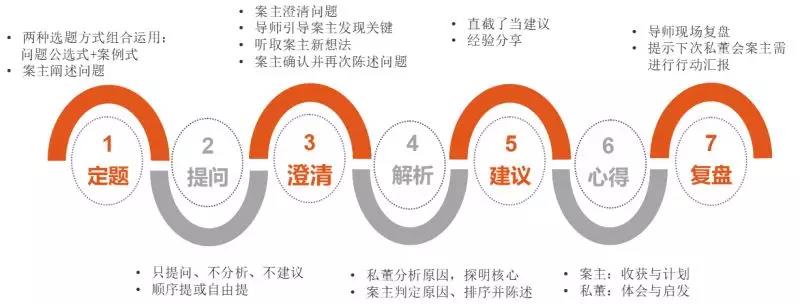 • 两种选题方式组合运用：
问题公选式+案例式
• 案主阐述问题
• 案主澄清问题
• 导师引导案主发现关键
• 听取案主新想法
• 案主确认并再次陈述问题
• 直截了当建议
• 经验分享
• 导师现场复盘
• 提示下次私董会案主需
进行行动汇报
1
定题
2
提问
3
澄清
4
解析
5
建议
6
心得
7
复盘
• 只提问、不分析、不建议
• 顺序提或自由提
• 私董分析原因，探明核心
• 案主判定原因、排序并陈述
• 案主：收获与计划
• 私董：体会与启发